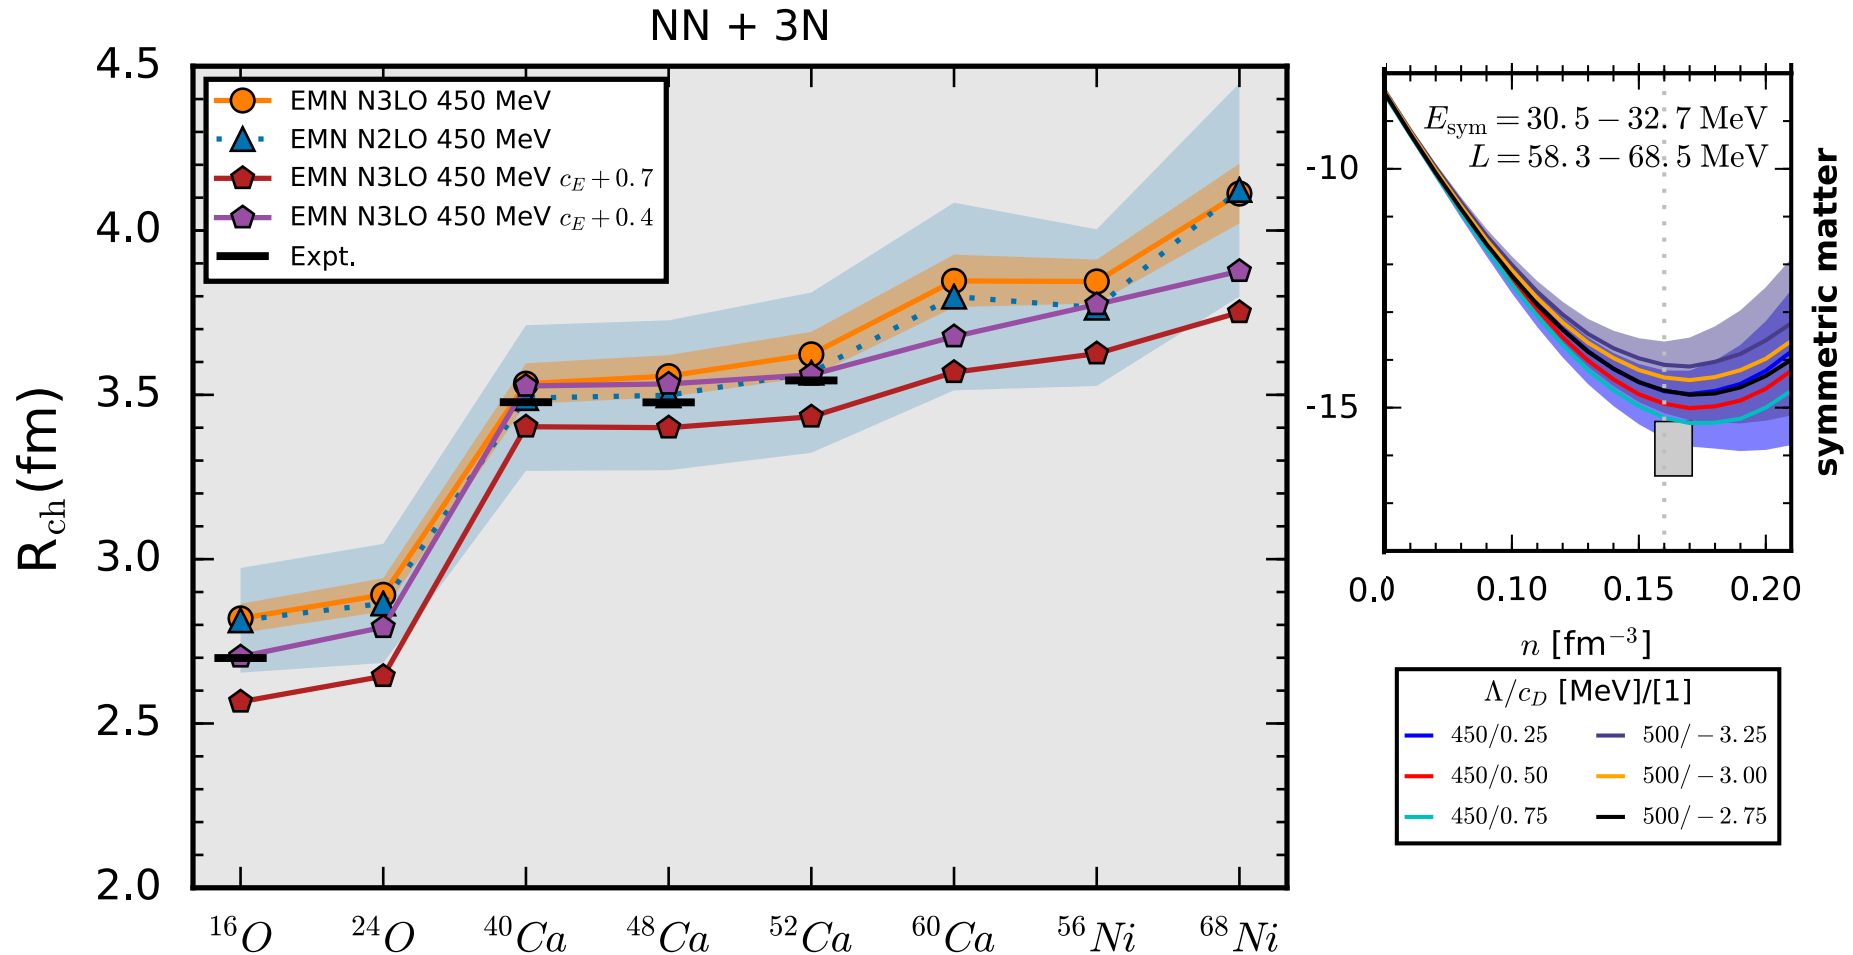 NN + 3N
4.5
4.0
3.5
3.0
2.5
2.0
R_ch(fm)
EMN N3LO 450 MeV
EMN N2LO 450 MeV
EMN N3LO 450 MeV c_E + 0.7
EMN N3LO 450 MeV c_E + 0.4
Expt.
¹⁶O ²⁴O ⁴⁰Ca ⁴⁸Ca ⁵²Ca ⁶⁰Ca ⁵⁶Ni ⁶⁸Ni
E_sym = 30.5 − 32.7 MeV
L = 58.3 − 68.5 MeV
-10
-15
symmetric matter
0.0 0.10 0.15 0.20
n [fm⁻³]
Λ/c_D [MeV]/[1]
450/0.25 500/−3.25
450/0.50 500/−3.00
450/0.75 500/−2.75